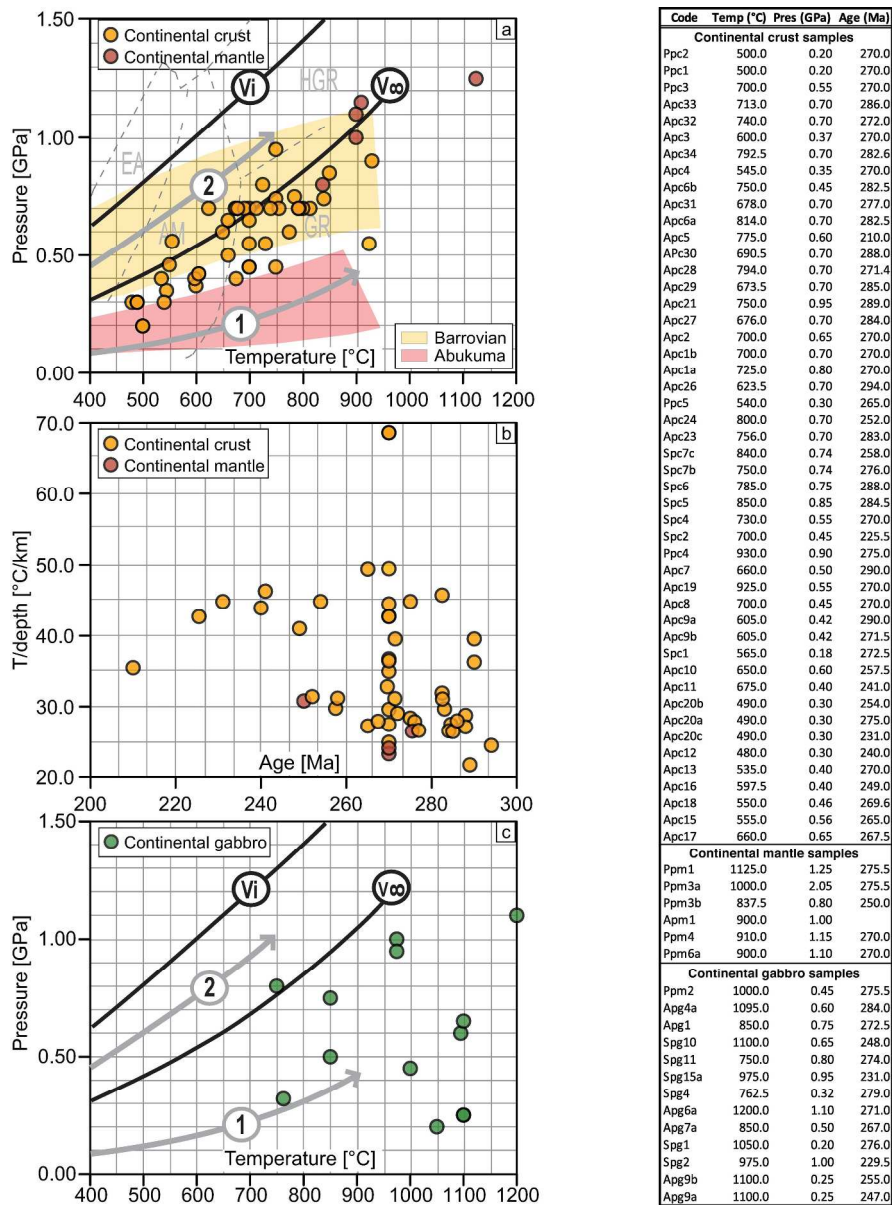 1.50
a
Continental crust
Continental mantle
Vi
HGR
V∞
1.00
EA
2
AM
GR
0.50
1
Barrovian
Abukuma
Pressure [GPa]
Temperature [°C]
0.00
400 500 600 700 800 900 1000 1100 1200
70.0
b
Continental crust
Continental mantle
60.0
50.0
T/depth [°C/km]
40.0
30.0
Age [Ma]
20.0
200 220 240 260 280 300
1.50
c
Continental gabbro
Vi
V∞
1.00
2
Pressure [GPa]
0.50
1
Temperature [°C]
0.00
400 500 600 700 800 900 1000 1100 1200
Code Temp (°C) Pres (GPa) Age (Ma)
Continental crust samples
Ppc2 500.0 0.20 270.0
Ppc1 500.0 0.20 270.0
Ppc3 700.0 0.55 270.0
Apc33 713.0 0.70 286.0
Apc32 740.0 0.70 272.0
Apc3 600.0 0.37 270.0
Apc34 792.5 0.70 282.6
Apc4 545.0 0.35 270.0
Apc6b 750.0 0.45 282.5
Apc31 678.0 0.70 277.0
Apc6a 814.0 0.70 282.5
Apc5 775.0 0.60 210.0
Apc30 690.5 0.70 288.0
Apc28 794.0 0.70 271.4
Apc29 673.5 0.70 285.0
Apc21 750.0 0.95 289.0
Apc27 676.0 0.70 284.0
Apc2 700.0 0.65 270.0
Apc1b 700.0 0.70 270.0
Apc1a 725.0 0.80 270.0
Apc26 623.5 0.70 294.0
Ppc5 540.0 0.30 265.0
Apc24 800.0 0.70 252.0
Apc23 756.0 0.70 283.0
Spc7c 840.0 0.74 258.0
Spc7b 750.0 0.74 276.0
Spc6 785.0 0.75 288.0
Spc5 850.0 0.85 284.5
Spc4 730.0 0.55 270.0
Spc2 700.0 0.45 225.5
Ppc4 930.0 0.90 275.0
Apc7 660.0 0.50 290.0
Apc19 925.0 0.55 270.0
Apc8 700.0 0.45 270.0
Apc9a 605.0 0.42 290.0
Apc9b 605.0 0.42 271.5
Spc1 565.0 0.18 272.5
Apc10 650.0 0.60 257.5
Apc11 675.0 0.40 241.0
Apc20b 490.0 0.30 254.0
Apc20a 490.0 0.30 275.0
Apc20c 490.0 0.30 231.0
Apc12 480.0 0.30 240.0
Apc13 535.0 0.40 270.0
Apc16 597.5 0.40 249.0
Apc18 550.0 0.46 269.6
Apc15 555.0 0.56 265.0
Apc17 660.0 0.65 267.5
Continental mantle samples
Ppm1 1125.0 1.25 275.5
Ppm3a 1000.0 2.05 275.5
Ppm3b 837.5 0.80 250.0
Apm1 900.0 1.00
Ppm4 910.0 1.15 270.0
Ppm6a 900.0 1.10 270.0
Continental gabbro samples
Ppm2 1000.0 0.45 275.5
Apg4a 1095.0 0.60 284.0
Apg1 850.0 0.75 272.5
Spg10 1100.0 0.65 248.0
Spg11 750.0 0.80 274.0
Spg15a 975.0 0.95 231.0
Spg4 762.5 0.32 279.0
Apg6a 1200.0 1.10 271.0
Apg7a 850.0 0.50 267.0
Spg1 1050.0 0.20 276.0
Spg2 975.0 1.00 229.5
Apg9b 1100.0 0.25 255.0
Apg9a 1100.0 0.25 247.0